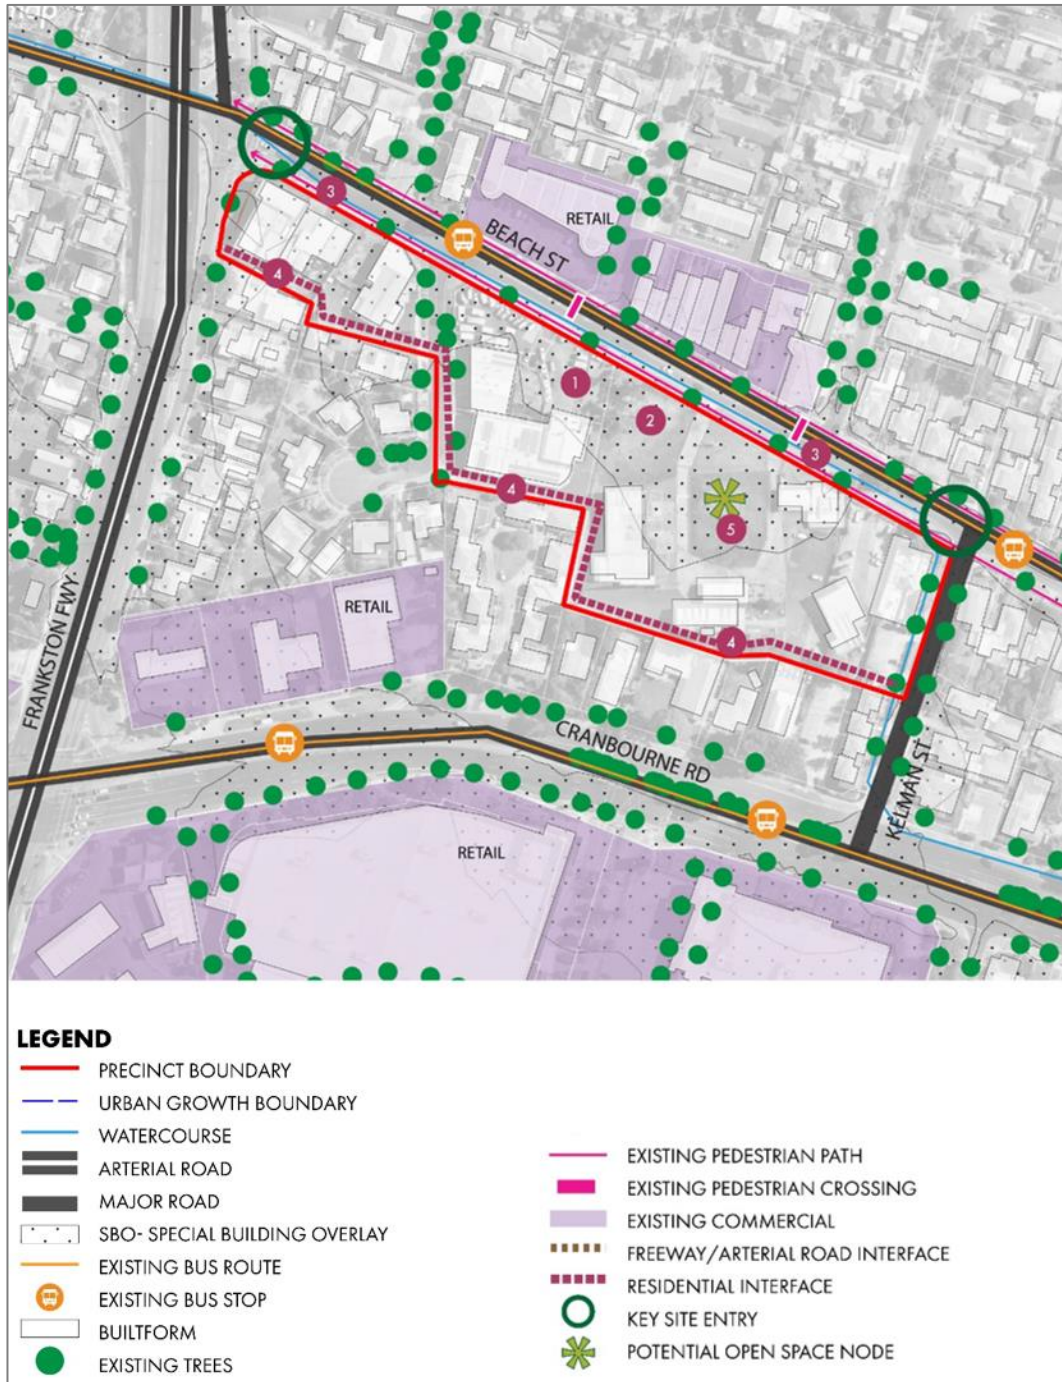 3
RETAIL
BEACH ST
4
1
2
3
4
5
RETAIL
4
FRANKSTON FWY
CRANBOURNE RD
KELMAN ST
RETAIL
LEGEND
PRECINCT BOUNDARY
URBAN GROWTH BOUNDARY
WATERCOURSE
ARTERIAL ROAD
MAJOR ROAD
SBO- SPECIAL BUILDING OVERLAY
EXISTING BUS ROUTE
EXISTING BUS STOP
BUILTFORM
EXISTING TREES
EXISTING PEDESTRIAN PATH
EXISTING PEDESTRIAN CROSSING
EXISTING COMMERCIAL
FREEWAY/ARTERIAL ROAD INTERFACE
RESIDENTIAL INTERFACE
KEY SITE ENTRY
POTENTIAL OPEN SPACE NODE